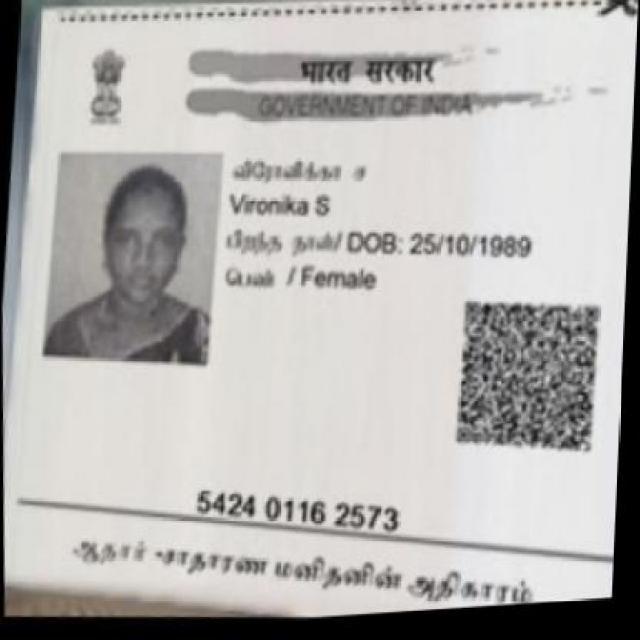 भारत सरकार
GOVERNMENT OF INDIA
Vironika S
பிறந்த நாள்/ DOB: 25/10/1989
பெண் / Female
5424 0116 2573
ஆதார் - சாதாரண மனிதனின் அதிகாரம்